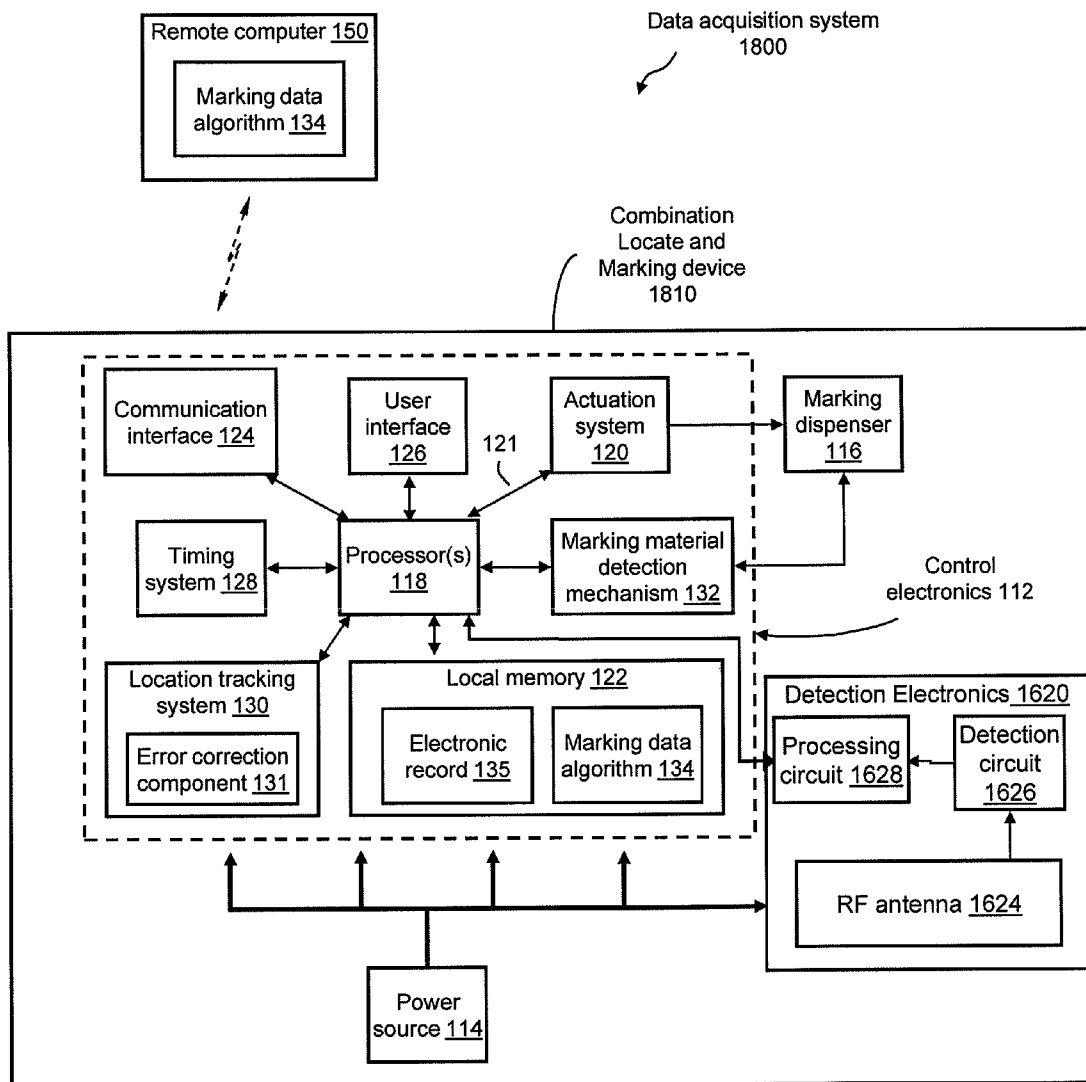 Remote computer 150
Marking data
algorithm 134
Data acquisition system
1800
Combination
Locate and
Marking device
1810
Communication
interface 124
User
interface
126
Actuation
system
120
Marking
dispenser
116
121
Timing
system 128
Processor(s)
118
Marking material
detection
mechanism 132
Control
electronics 112
Location tracking
system 130
Error correction
component 131
Local memory 122
Electronic
record 135
Marking data
algorithm 134
Detection Electronics 1620
Processing
circuit 1628
Detection
circuit
1626
RF antenna 1624
Power
source 114